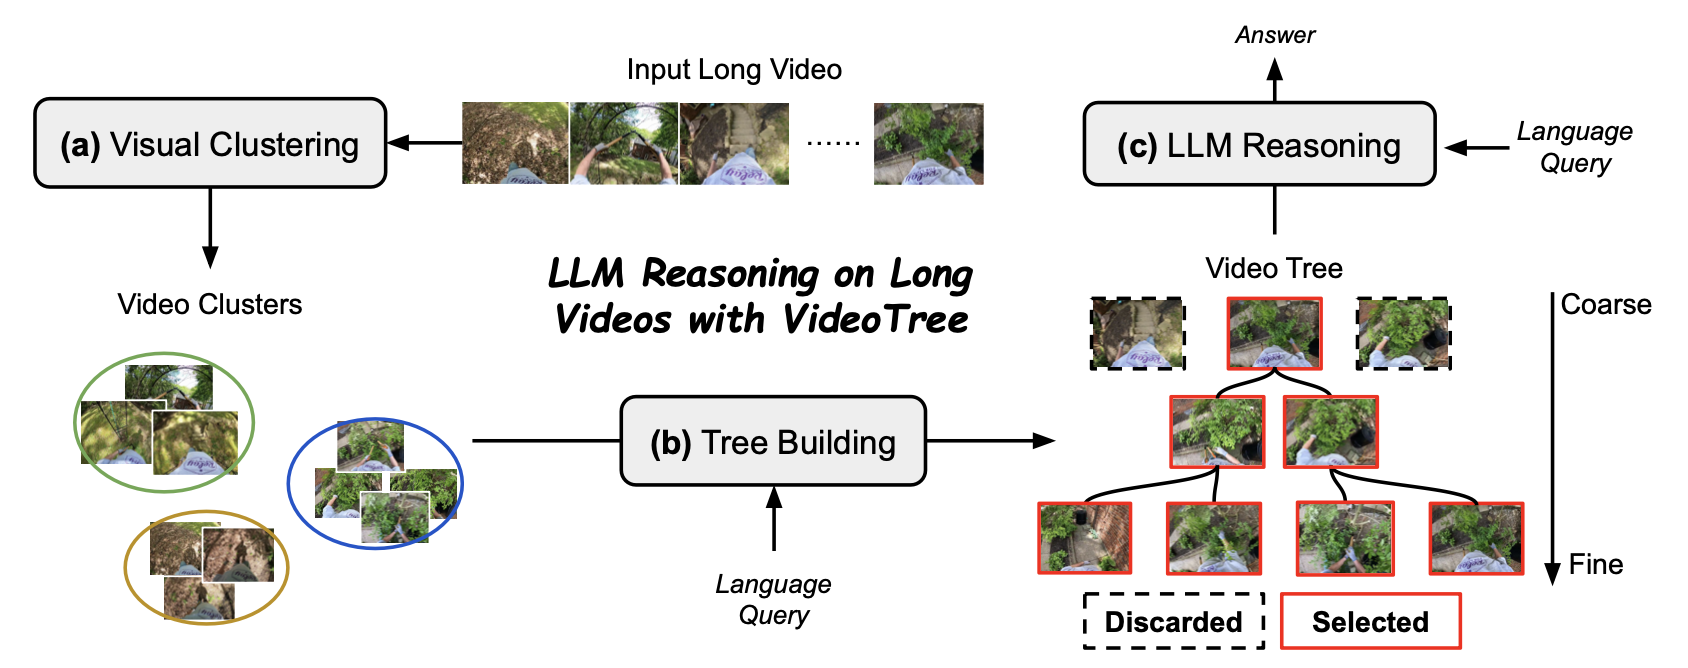 Input Long Video
(a) Visual Clustering
......
Video Clusters
LLM Reasoning on Long
Videos with VideoTree
(b) Tree Building
Language
Query
Answer
(c) LLM Reasoning
Language
Query
Video Tree
Coarse
Fine
Discarded
Selected